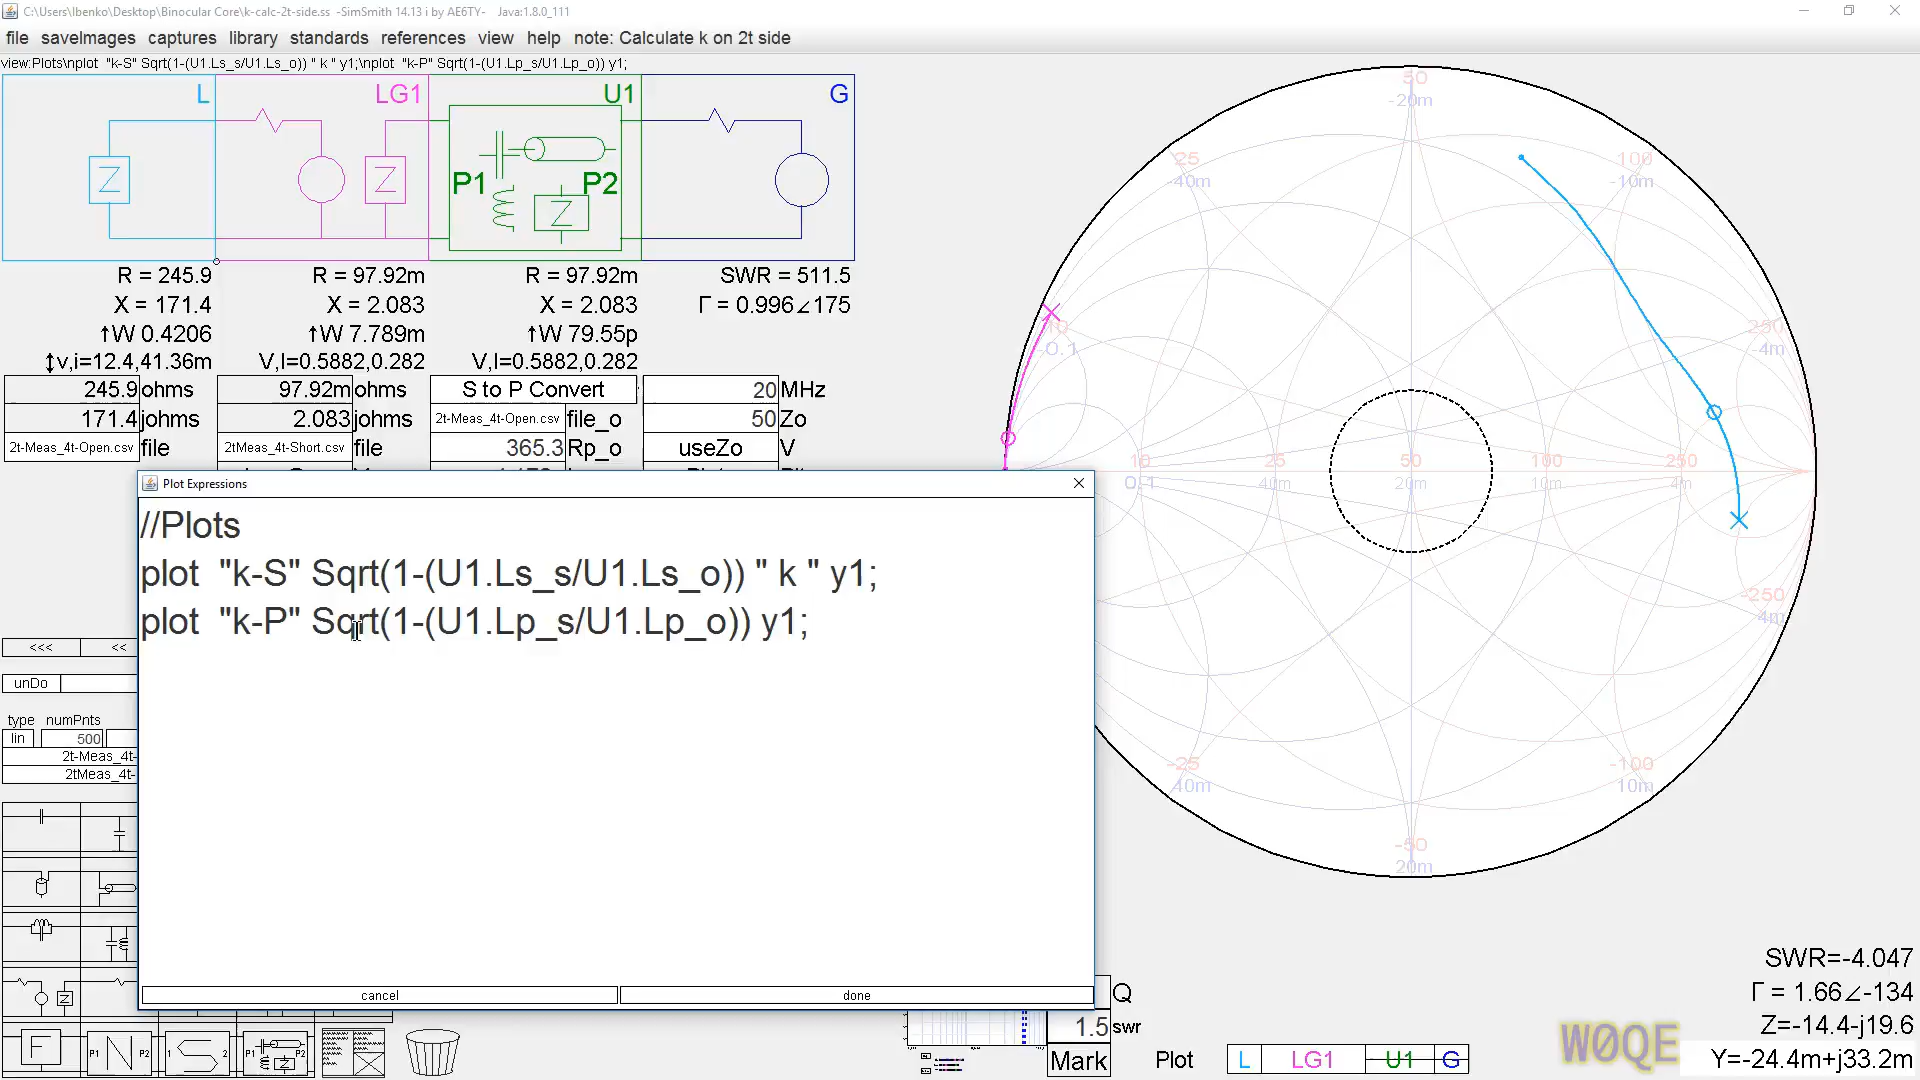 C:\Users\lbenko\Desktop\Binocular Core\k-calc-2t-side.ss -SimSmith 14.13 i by AE6TY- Java:1.8.0_111
file saveImages captures library standards references view help note: Calculate k on 2t side
view:Plots\nplot "k-S" Sqrt(1-(U1.Ls_s/U1.Ls_o)) " k " y1;\nplot "k-P" Sqrt(1-(U1.Lp_s/U1.Lp_o)) y1;
L LG1 U1 G
Z Z P1 P2 Z
R = 245.9 R = 97.92m R = 97.92m SWR = 511.5
X = 171.4 X = 2.083 X = 2.083 Γ = 0.996∠175
↑W 0.4206 ↑W 7.789m ↑W 79.55p
↕v,i=12.4,41.36m V,I=0.5882,0.282 V,I=0.5882,0.282
245.9 ohms 97.92m ohms S to P Convert 20 MHz
171.4 johms 2.083 johms 2t-Meas_4t-Open.csv file_o 50 Zo
2t-Meas_4t-Open.csv file 2tMeas_4t-Short.csv file 365.3 Rp_o useZo V
Plot Expressions
//Plots
plot "k-S" Sqrt(1-(U1.Ls_s/U1.Ls_o)) " k " y1;
plot "k-P" Sqrt(1-(U1.Lp_s/U1.Lp_o)) y1;
cancel done
<<< <<
unDo
type numPnts
lin 500
2t-Meas_4t-
2tMeas_4t-
F P1 N P2 1 S 2 P1 P2 Z
50
-20m
25 100
-40m -10m
10 250
-0.1 -4m
10 25 50 100 250
0.1 40m 20m 10m 4m
-250
4m
-25 -100
40m 10m
-50
20m
Q
1.5 swr
Mark Plot L LG1 U1 G
SWR=-4.047
Γ = 1.66∠-134
Z=-14.4-j19.6
Y=-24.4m+j33.2m
W0QE